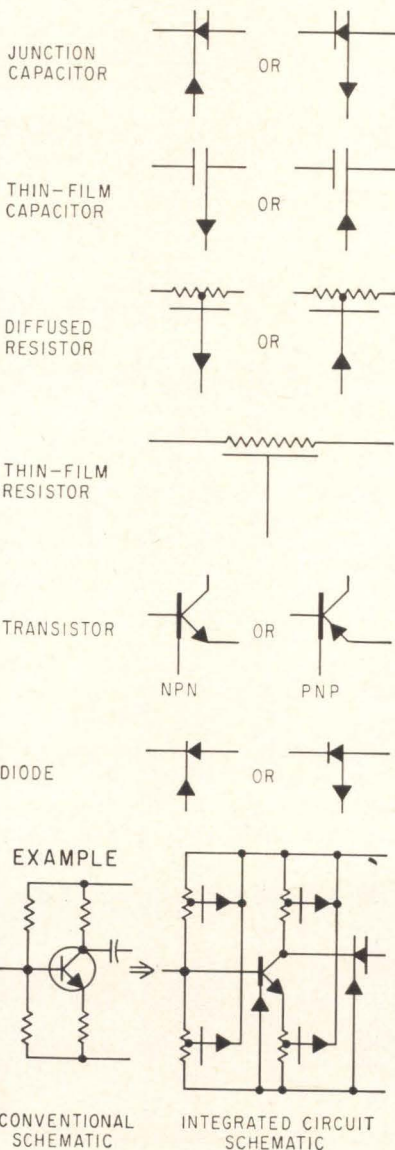 JUNCTION
CAPACITOR
OR
THIN-FILM
CAPACITOR
OR
DIFFUSED
RESISTOR
OR
THIN-FILM
RESISTOR
TRANSISTOR
OR
NPN
PNP
DIODE
OR
EXAMPLE
CONVENTIONAL
SCHEMATIC
INTEGRATED CIRCUIT
SCHEMATIC